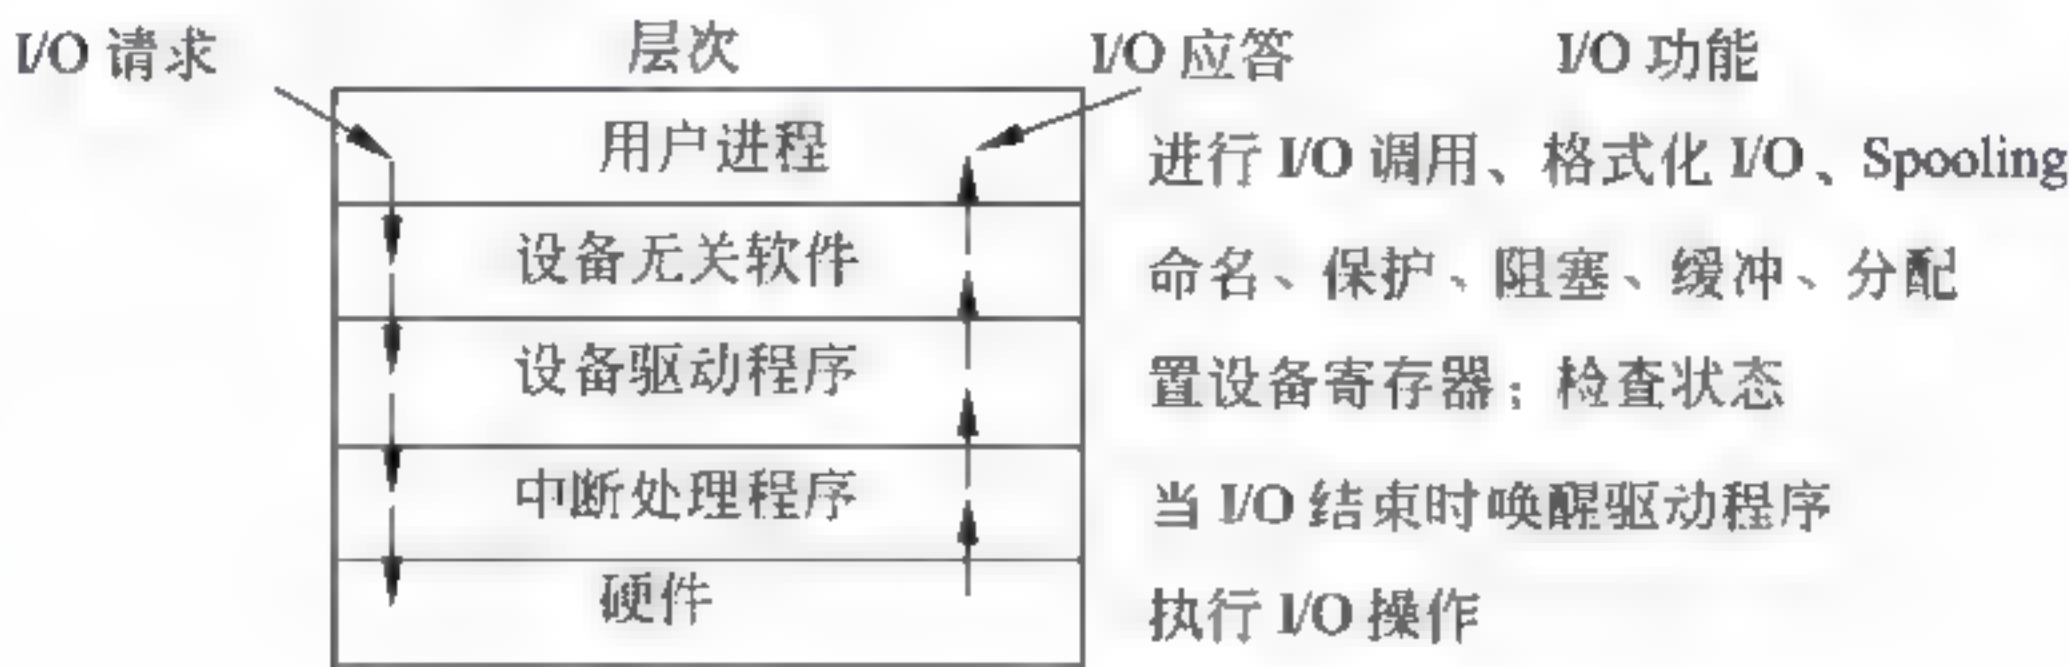 I/O 请求 层次 I/O 应答 I/O 功能
用户进程 进行 I/O 调用、格式化 I/O、Spooling
设备无关软件 命名、保护、阻塞、缓冲、分配
设备驱动程序 置设备寄存器；检查状态
中断处理程序 当 I/O 结束时唤醒驱动程序
硬件 执行 I/O 操作